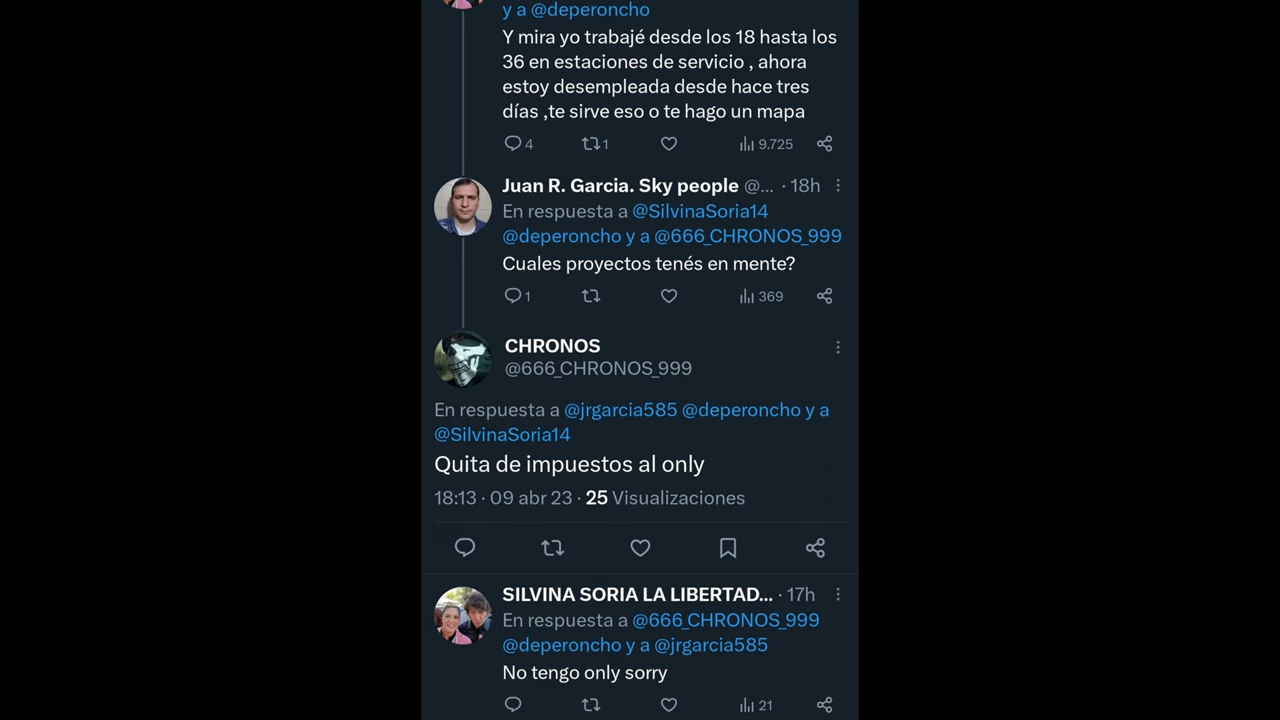 y a @deperoncho
Y mira yo trabajé desde los 18 hasta los
36 en estaciones de servicio , ahora
estoy desempleada desde hace tres
días ,te sirve eso o te hago un mapa
4 1 9.725
Juan R. Garcia. Sky people @... · 18h
En respuesta a @SilvinaSoria14
@deperoncho y a @666_CHRONOS_999
Cuales proyectos tenés en mente?
1 369
CHRONOS
@666_CHRONOS_999
En respuesta a @jrgarcia585 @deperoncho y a
@SilvinaSoria14
Quita de impuestos al only
18:13 · 09 abr 23 · 25 Visualizaciones
SILVINA SORIA LA LIBERTAD... · 17h
En respuesta a @666_CHRONOS_999
@deperoncho y a @jrgarcia585
No tengo only sorry
21